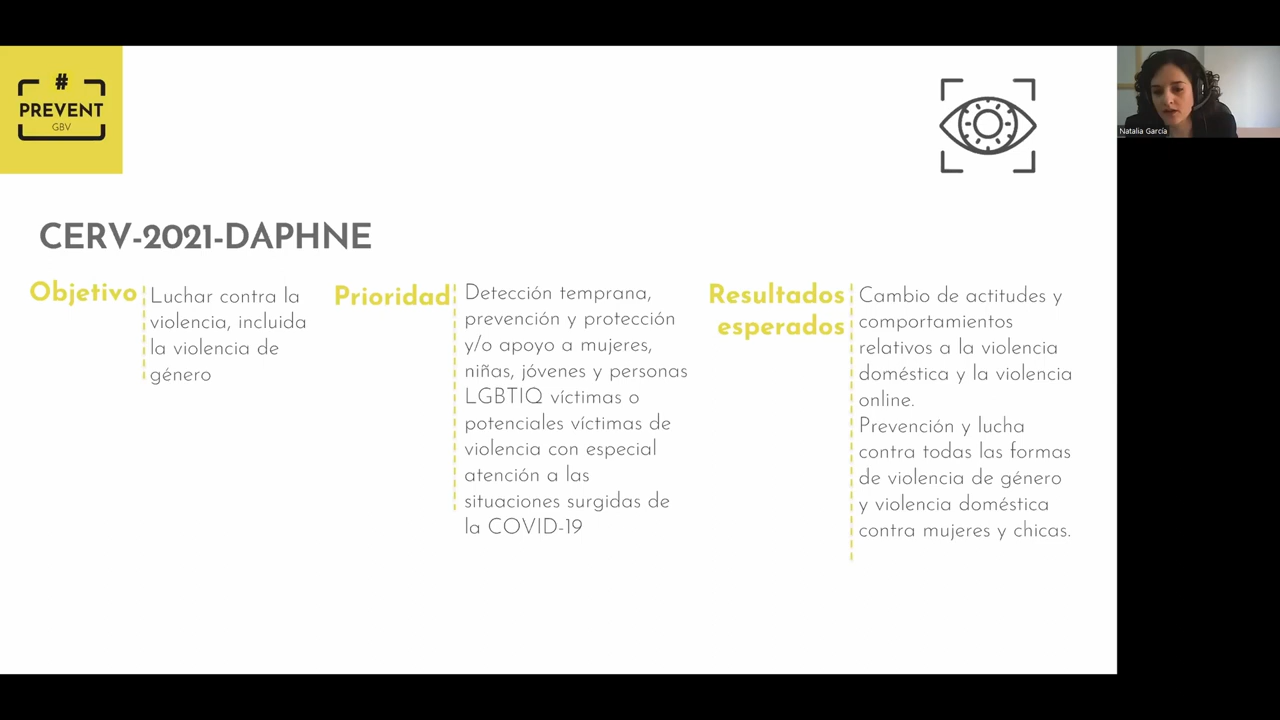 #
PREVENT
GBV
Natalia García
CERV-2021-DAPHNE
Objetivo
Luchar contra la
violencia, incluida
la violencia de
género
Prioridad
Detección temprana,
prevención y protección
y/o apoyo a mujeres,
niñas, jóvenes y personas
LGBTIQ víctimas o
potenciales víctimas de
violencia con especial
atención a las
situaciones surgidas de
la COVID-19
Resultados
esperados
Cambio de actitudes y
comportamientos
relativos a la violencia
doméstica y la violencia
online.
Prevención y lucha
contra todas las formas
de violencia de género
y violencia doméstica
contra mujeres y chicas.